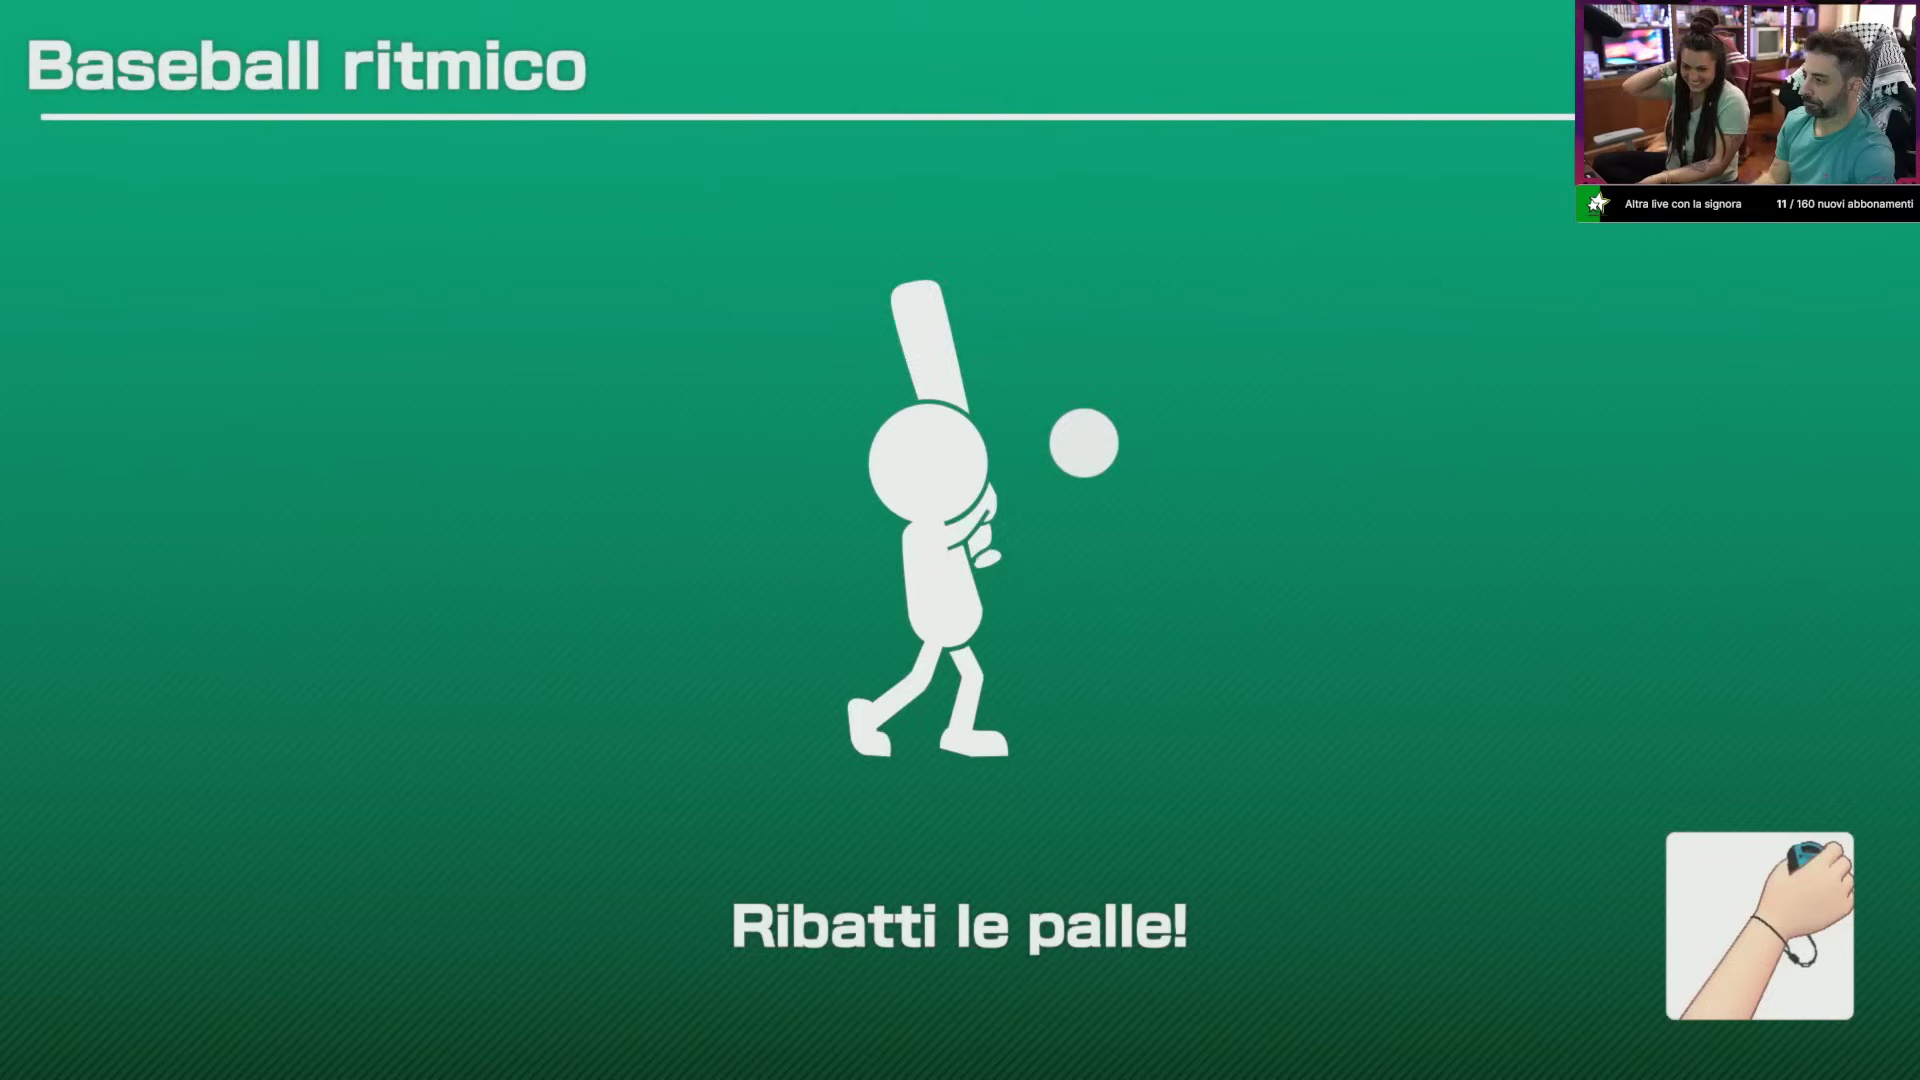 Baseball ritmico
Altra live con la signora
11 / 160 nuovi abbonamenti
Ribatti le palle!